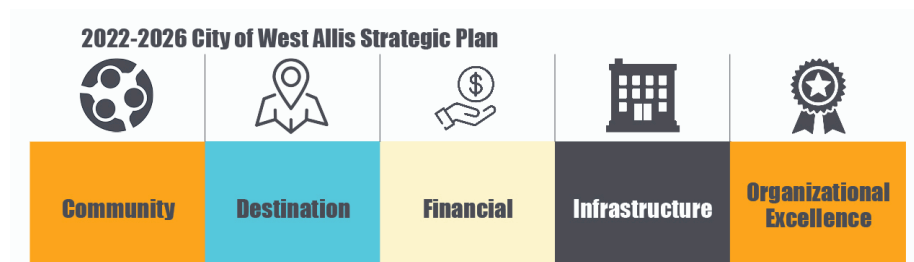 2022-2026 City of West Allis Strategic Plan
$
Community
Destination
Financial
Infrastructure
Organizational
Excellence